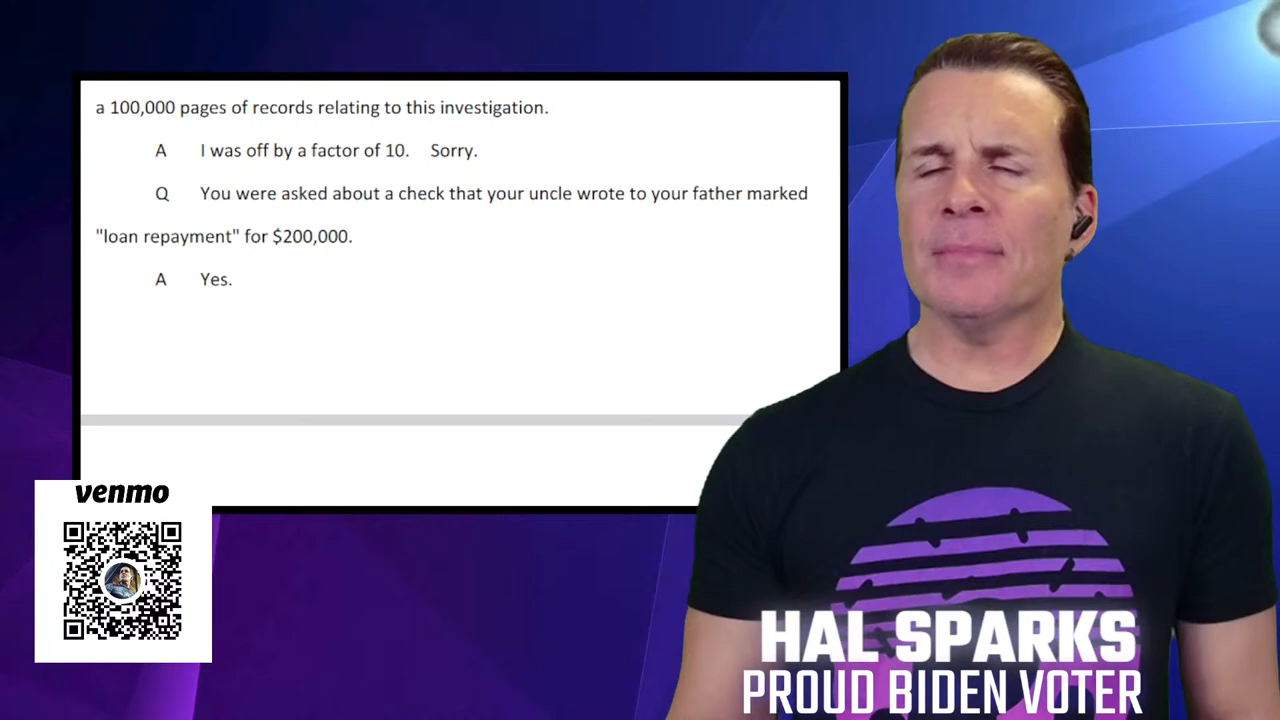 a 100,000 pages of records relating to this investigation.
A I was off by a factor of 10. Sorry.
Q You were asked about a check that your uncle wrote to your father marked
"loan repayment" for $200,000.
A Yes.
venmo
HAL SPARKS
PROUD BIDEN VOTER